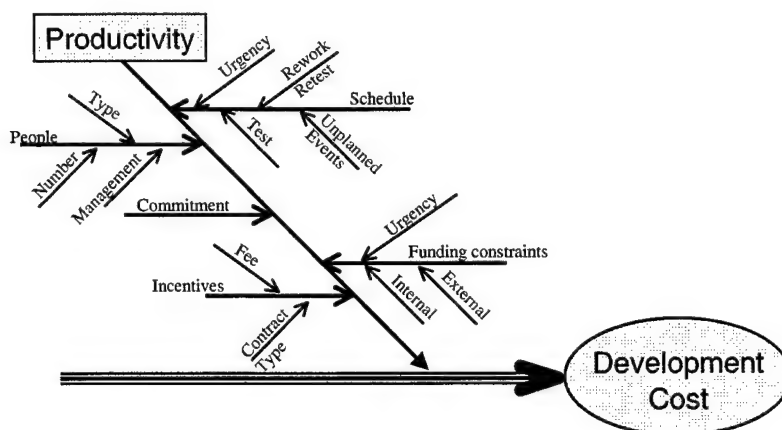 Productivity
Urgency
Rework
Retest
Schedule
Type
People
Test
Unplanned
Events
Number
Management
Commitment
Urgency
Fee
Funding constraints
Incentives
Internal
External
Contract
Type
Development
Cost